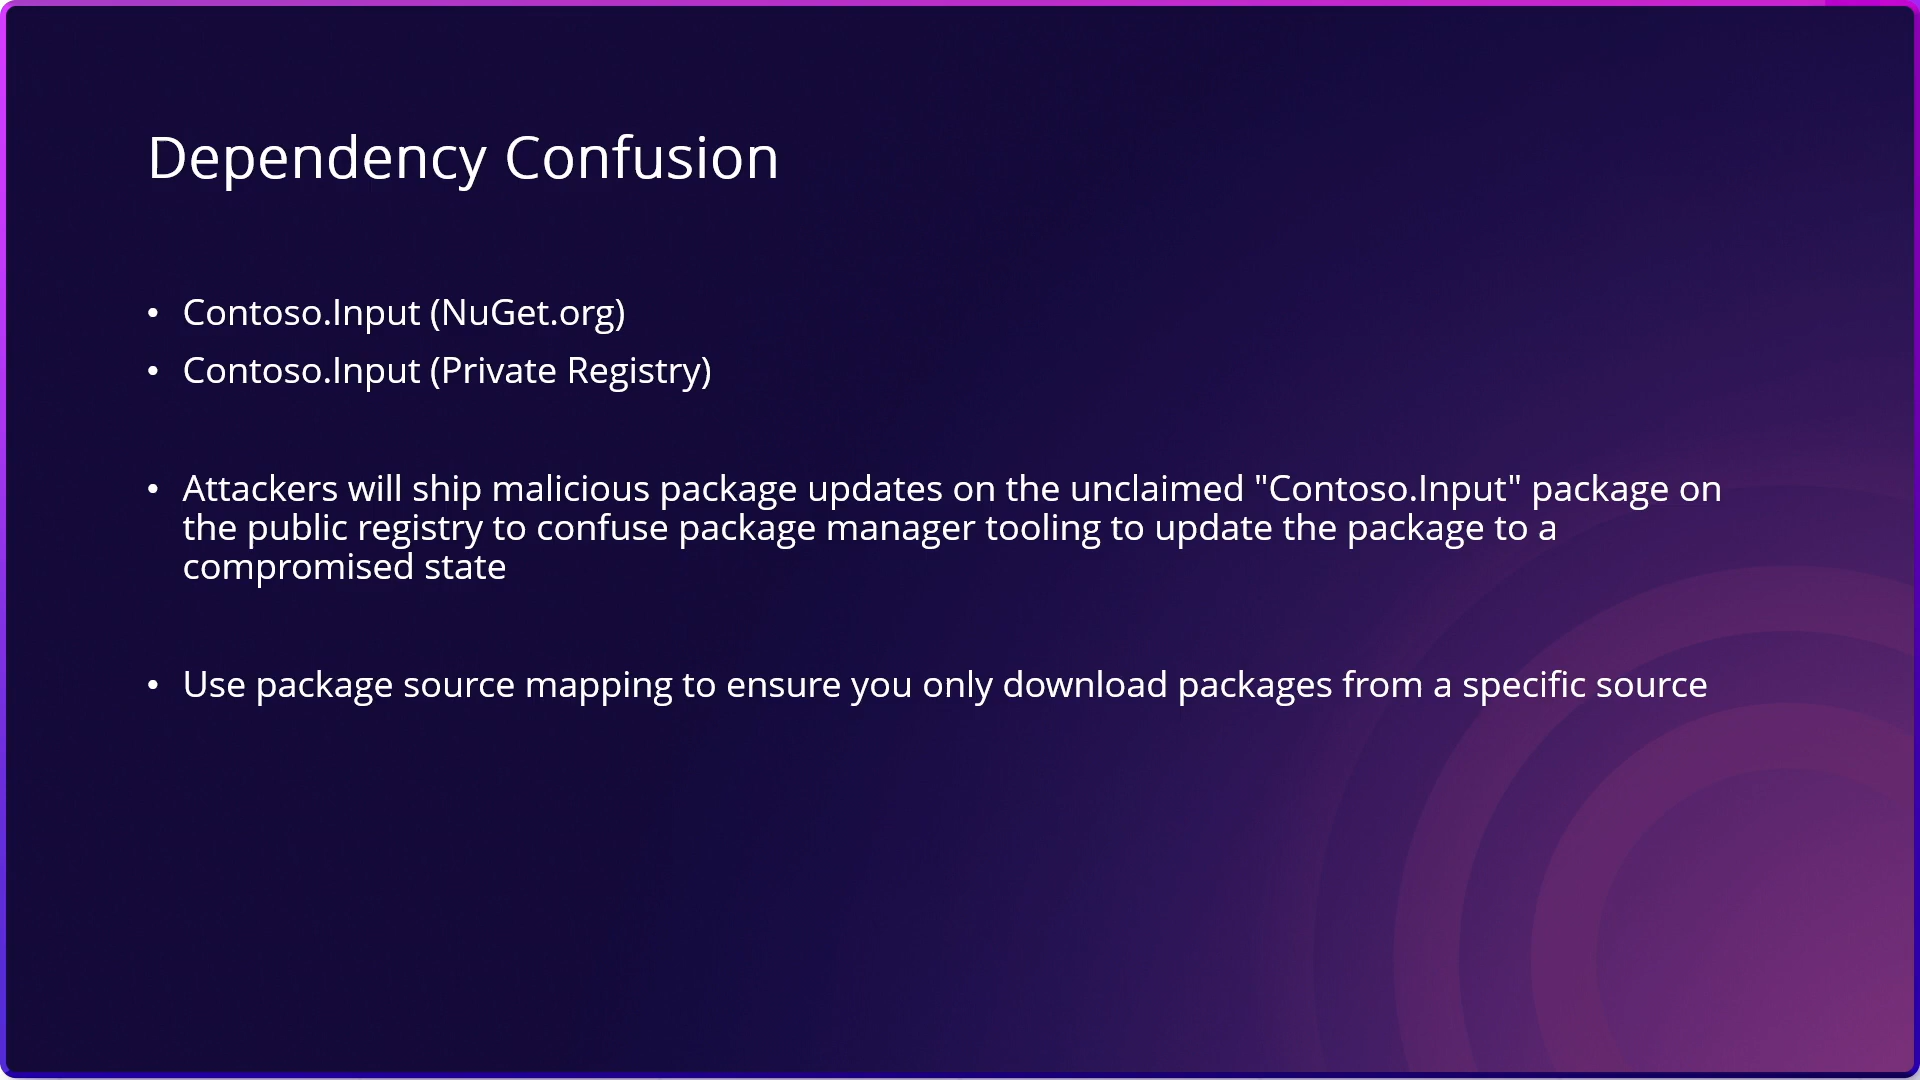 Dependency Confusion
• Contoso.Input (NuGet.org)
• Contoso.Input (Private Registry)
• Attackers will ship malicious package updates on the unclaimed "Contoso.Input" package on
the public registry to confuse package manager tooling to update the package to a
compromised state
• Use package source mapping to ensure you only download packages from a specific source